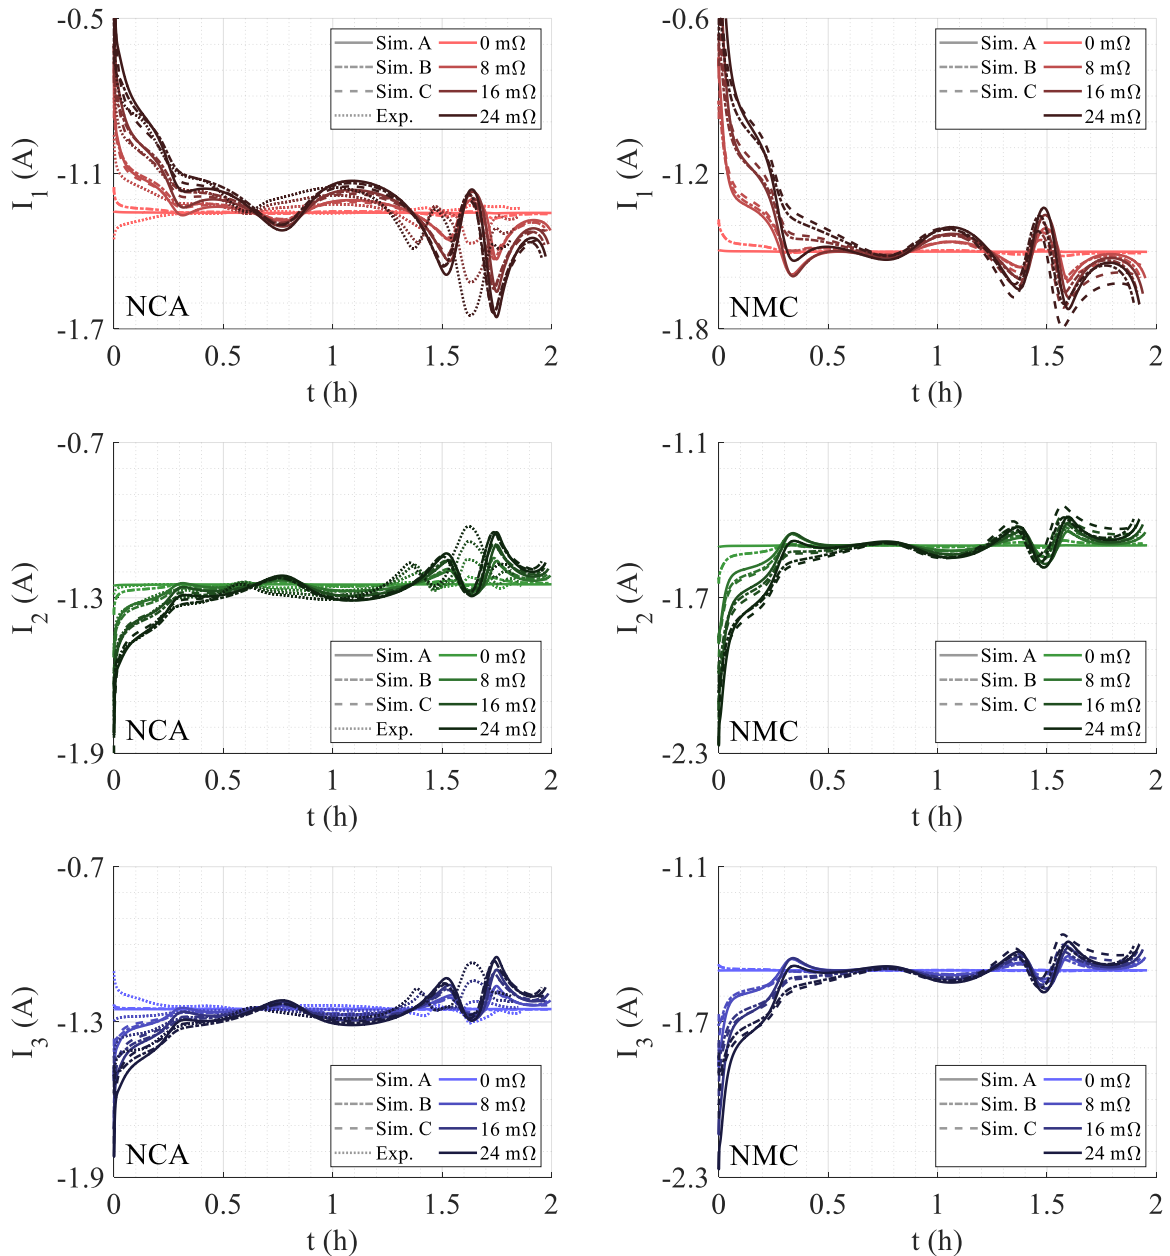 -0.5
-1.1
-1.7
I1 (A)
Sim. A 0 mΩ
Sim. B 8 mΩ
Sim. C 16 mΩ
Exp. 24 mΩ
NCA
0 0.5 1 1.5 2
t (h)
-0.6
-1.2
-1.8
I1 (A)
Sim. A 0 mΩ
Sim. B 8 mΩ
Sim. C 16 mΩ
24 mΩ
NMC
0 0.5 1 1.5 2
t (h)
-0.7
-1.3
-1.9
I2 (A)
Sim. A 0 mΩ
Sim. B 8 mΩ
Sim. C 16 mΩ
Exp. 24 mΩ
NCA
0 0.5 1 1.5 2
t (h)
-1.1
-1.7
-2.3
I2 (A)
Sim. A 0 mΩ
Sim. B 8 mΩ
Sim. C 16 mΩ
24 mΩ
NMC
0 0.5 1 1.5 2
t (h)
-0.7
-1.3
-1.9
I3 (A)
Sim. A 0 mΩ
Sim. B 8 mΩ
Sim. C 16 mΩ
Exp. 24 mΩ
NCA
0 0.5 1 1.5 2
t (h)
-1.1
-1.7
-2.3
I3 (A)
Sim. A 0 mΩ
Sim. B 8 mΩ
Sim. C 16 mΩ
24 mΩ
NMC
0 0.5 1 1.5 2
t (h)